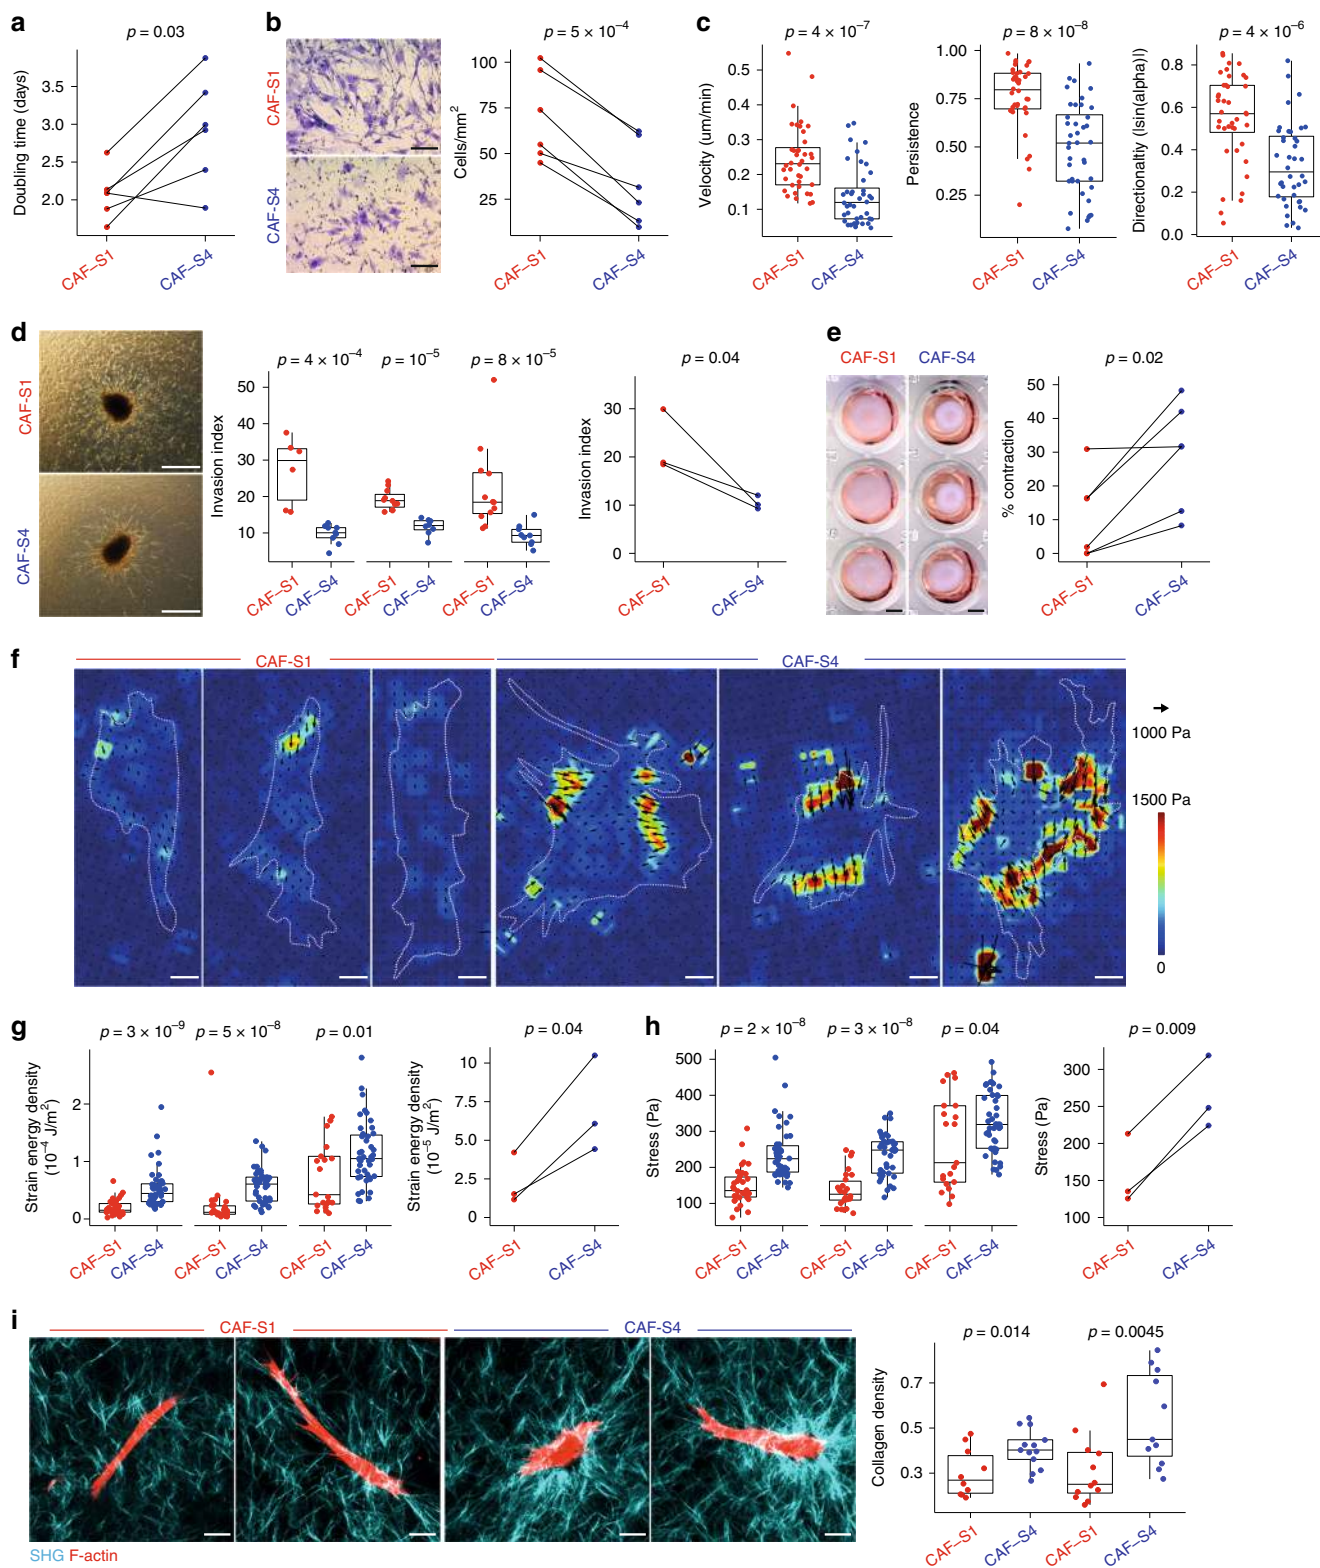 a
p = 0.03
Doubling time (days)
3.5
3.0
2.5
2.0
CAF–S1
CAF–S4
b
CAF-S1
CAF-S4
p = 5 × 10⁻⁴
Cells/mm²
100
75
50
25
CAF–S1
CAF–S4
c
p = 4 × 10⁻⁷
Velocity (um/min)
0.5
0.4
0.3
0.2
0.1
CAF–S1
CAF–S4
p = 8 × 10⁻⁸
Persistence
1.00
0.75
0.50
0.25
CAF–S1
CAF–S4
p = 4 × 10⁻⁶
Directionaltiy (Isin(alpha)I)
0.8
0.6
0.4
0.2
0.0
CAF–S1
CAF–S4
d
CAF-S1
CAF-S4
p = 4 × 10⁻⁴
p = 10⁻⁵
p = 8 × 10⁻⁵
Invasion index
50
40
30
20
10
CAF–S1
CAF–S4
CAF–S1
CAF–S4
CAF–S1
CAF–S4
p = 0.04
Invasion index
30
20
10
0
CAF–S1
CAF–S4
e
CAF-S1
CAF-S4
p = 0.02
% contraction
50
40
30
20
10
0
CAF–S1
CAF–S4
f
CAF-S1
CAF-S4
1000 Pa
1500 Pa
0
g
p = 3 × 10⁻⁹
p = 5 × 10⁻⁸
p = 0.01
Strain energy density
(10⁻⁴ J/m²)
2
1
0
CAF–S1
CAF–S4
CAF–S1
CAF–S4
CAF–S1
CAF–S4
p = 0.04
Strain energy density
(10⁻⁵ J/m²)
10
7.5
5.0
2.5
0
CAF–S1
CAF–S4
h
p = 2 × 10⁻⁸
p = 3 × 10⁻⁸
p = 0.04
Stress (Pa)
500
400
300
200
100
CAF–S1
CAF–S4
CAF–S1
CAF–S4
CAF–S1
CAF–S4
p = 0.009
Stress (Pa)
300
250
200
150
100
CAF–S1
CAF–S4
i
CAF-S1
CAF-S4
SHG F-actin
p = 0.014
p = 0.0045
Collagen density
0.7
0.5
0.3
CAF–S1
CAF–S4
CAF–S1
CAF–S4